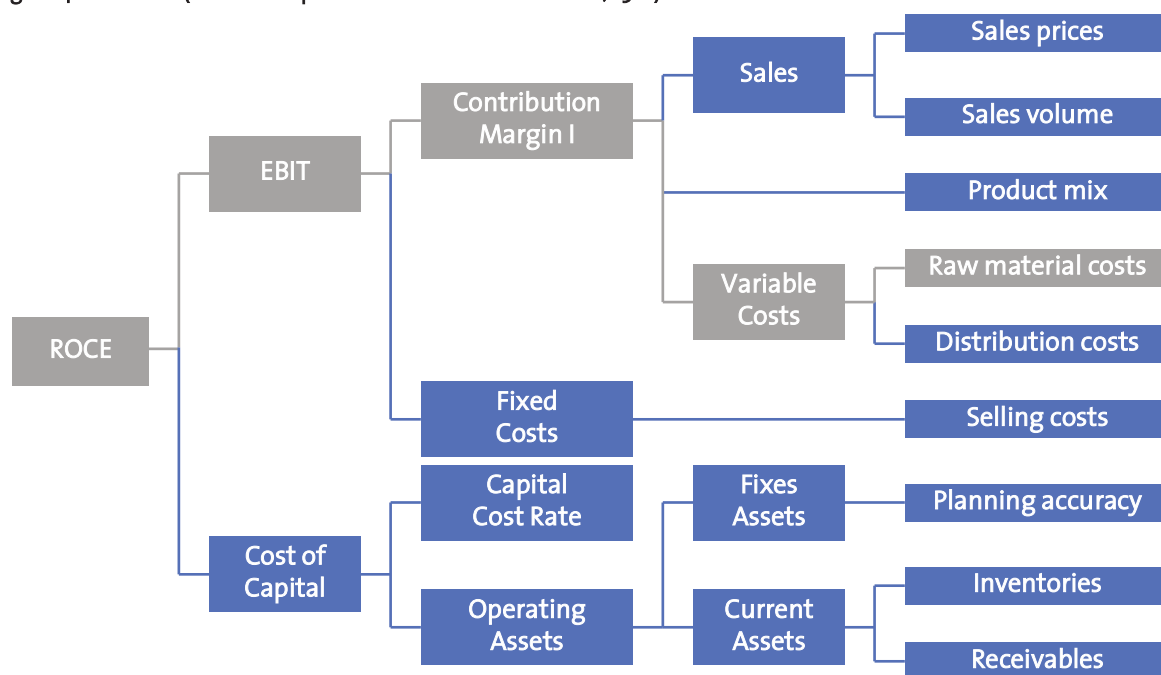 Sales prices
Sales
Contribution
Margin I
Sales volume
EBIT
Product mix
Raw material costs
Variable
Costs
Distribution costs
ROCE
Fixed
Costs
Selling costs
Capital
Cost Rate
Fixes
Assets
Planning accuracy
Cost of
Capital
Operating
Assets
Current
Assets
Inventories
Receivables